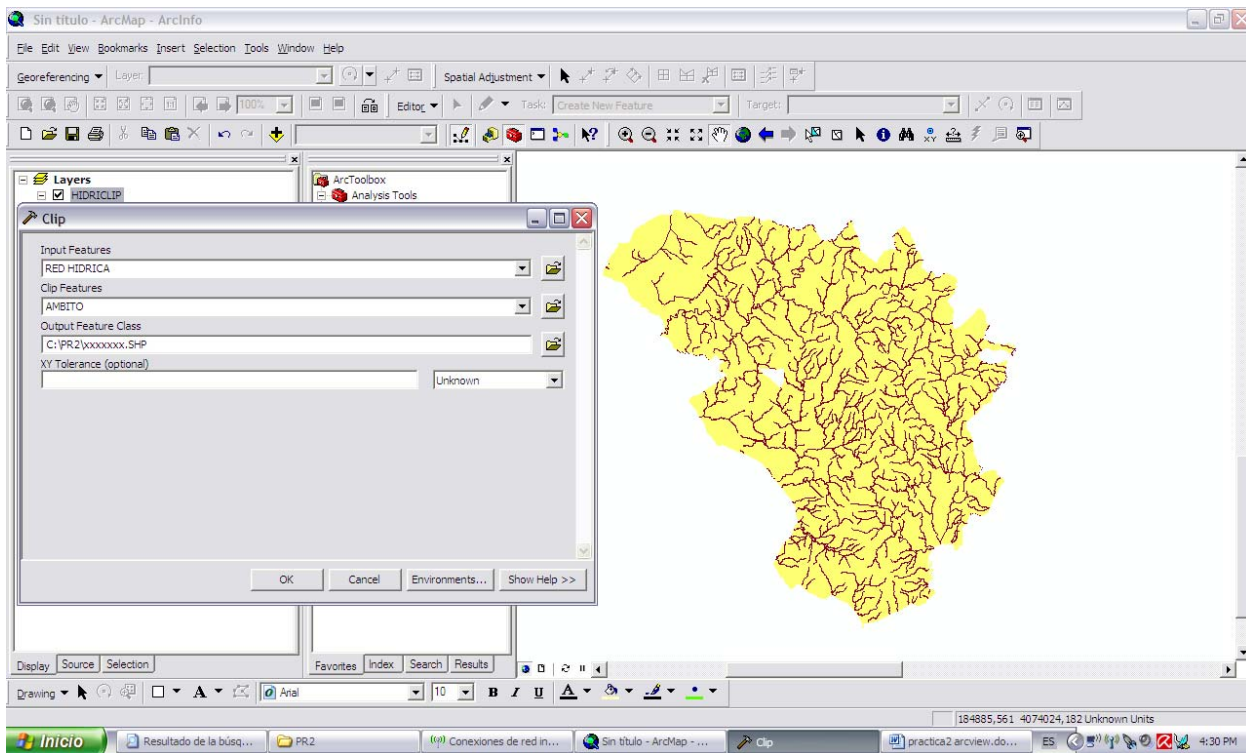 Sin título - ArcMap - ArcInfo
File Edit View Bookmarks Insert Selection Tools Window Help
Georeferencing Layer: Spatial Adjustment
100% Editor Task: Create New Feature Target:
Layers
HIDRICLIP
ArcToolbox
Analysis Tools
Clip
Input Features
RED HIDRICA
Clip Features
AMBITO
Output Feature Class
C:\PR2\xxxxxxx.SHP
XY Tolerance (optional)
Unknown
OK Cancel Environments... Show Help >>
Display Source Selection
Favorites Index Search Results
Drawing A Arial 10 B I U A
184885,561 4074024,182 Unknown Units
Inicio Resultado de la búsq... PR2 Conexiones de red in... Sin título - ArcMap - ... Clip practica2 arcview.do... ES 4:30 PM